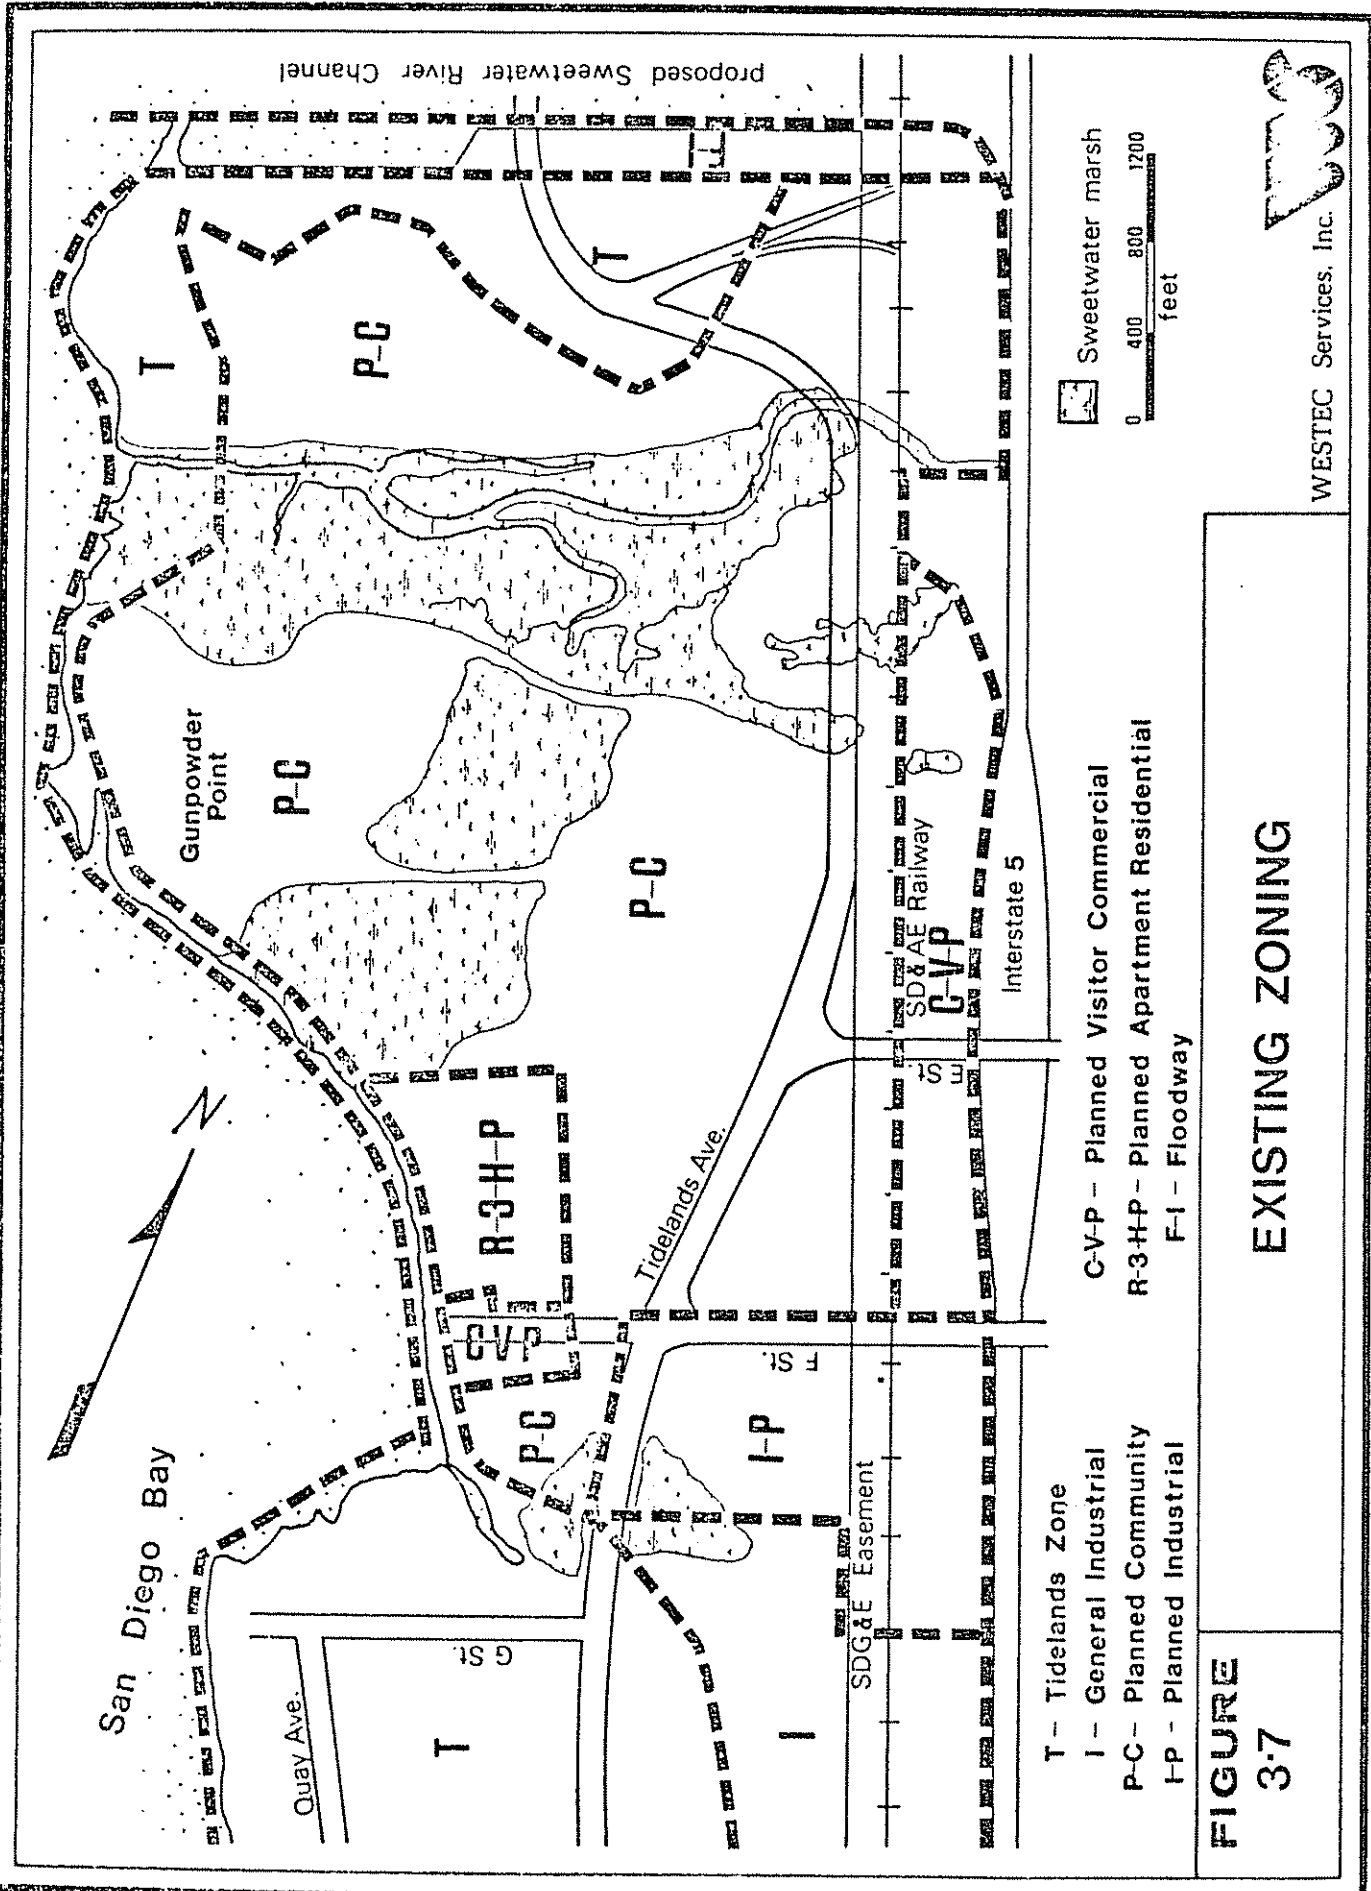 San Diego Bay
proposed Sweetwater River Channel
N
Quay Ave.
G St.
T
I
SDG&E Easement
P-C
I-P
F St.
C-V-P
R-3-H-P
Tidelands Ave.
E St.
Gunpowder
Point
P-C
P-C
SD&AE Railway
C-V-P
Interstate 5
T
P-C
T
T - Tidelands Zone
I - General Industrial
P-C - Planned Community
I-P - Planned Industrial
C-V-P - Planned Visitor Commercial
R-3-H-P - Planned Apartment Residential
F-1 - Floodway
Sweetwater marsh
0 400 800 1200
feet
FIGURE
3-7
EXISTING ZONING
WESTEC Services, Inc.